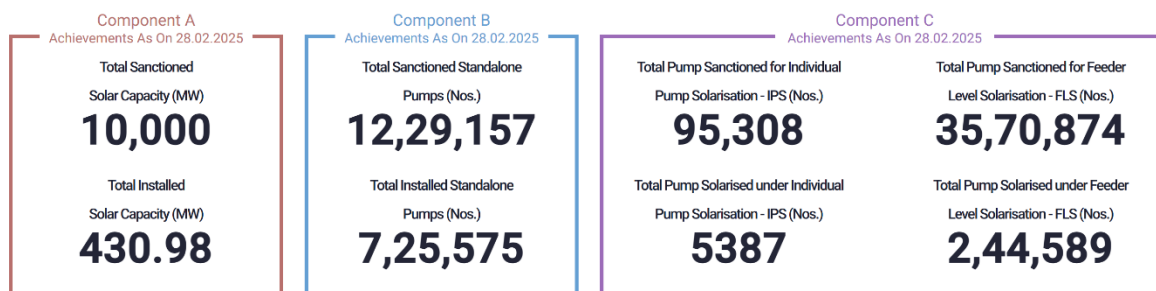 Component A
Achievements As On 28.02.2025
Total Sanctioned
Solar Capacity (MW)
10,000
Total Installed
Solar Capacity (MW)
430.98
Component B
Achievements As On 28.02.2025
Total Sanctioned Standalone
Pumps (Nos.)
12,29,157
Total Installed Standalone
Pumps (Nos.)
7,25,575
Component C
Achievements As On 28.02.2025
Total Pump Sanctioned for Individual
Pump Solarisation - IPS (Nos.)
95,308
Total Pump Sanctioned for Feeder
Level Solarisation - FLS (Nos.)
35,70,874
Total Pump Solarised under Individual
Pump Solarisation - IPS (Nos.)
5387
Total Pump Solarised under Feeder
Level Solarisation - FLS (Nos.)
2,44,589